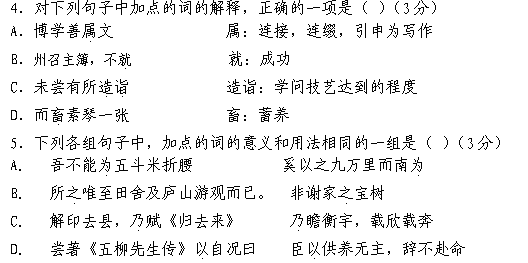 4．对下列句子中加点的词的解释，正确的一项是（ ）（3分）
A．博学善属文 属：连接，连缀，引申为写作
B．州召主簿，不就 就：成功
C．未尝有所造诣 造诣：学问技艺达到的程度
D．而畜素琴一张 畜：蓄养
5．下列各组句子中，加点的词的意义和用法相同的一组是（ ）（3分）
A． 吾不能为五斗米折腰 奚以之九万里而南为
B． 所之唯至田舍及庐山游观而已。 非谢家之宝树
C． 解印去县，乃赋《归去来》 乃瞻衡宇，载欣载奔
D． 尝著《五柳先生传》以自况曰 臣以供养无主，辞不赴命